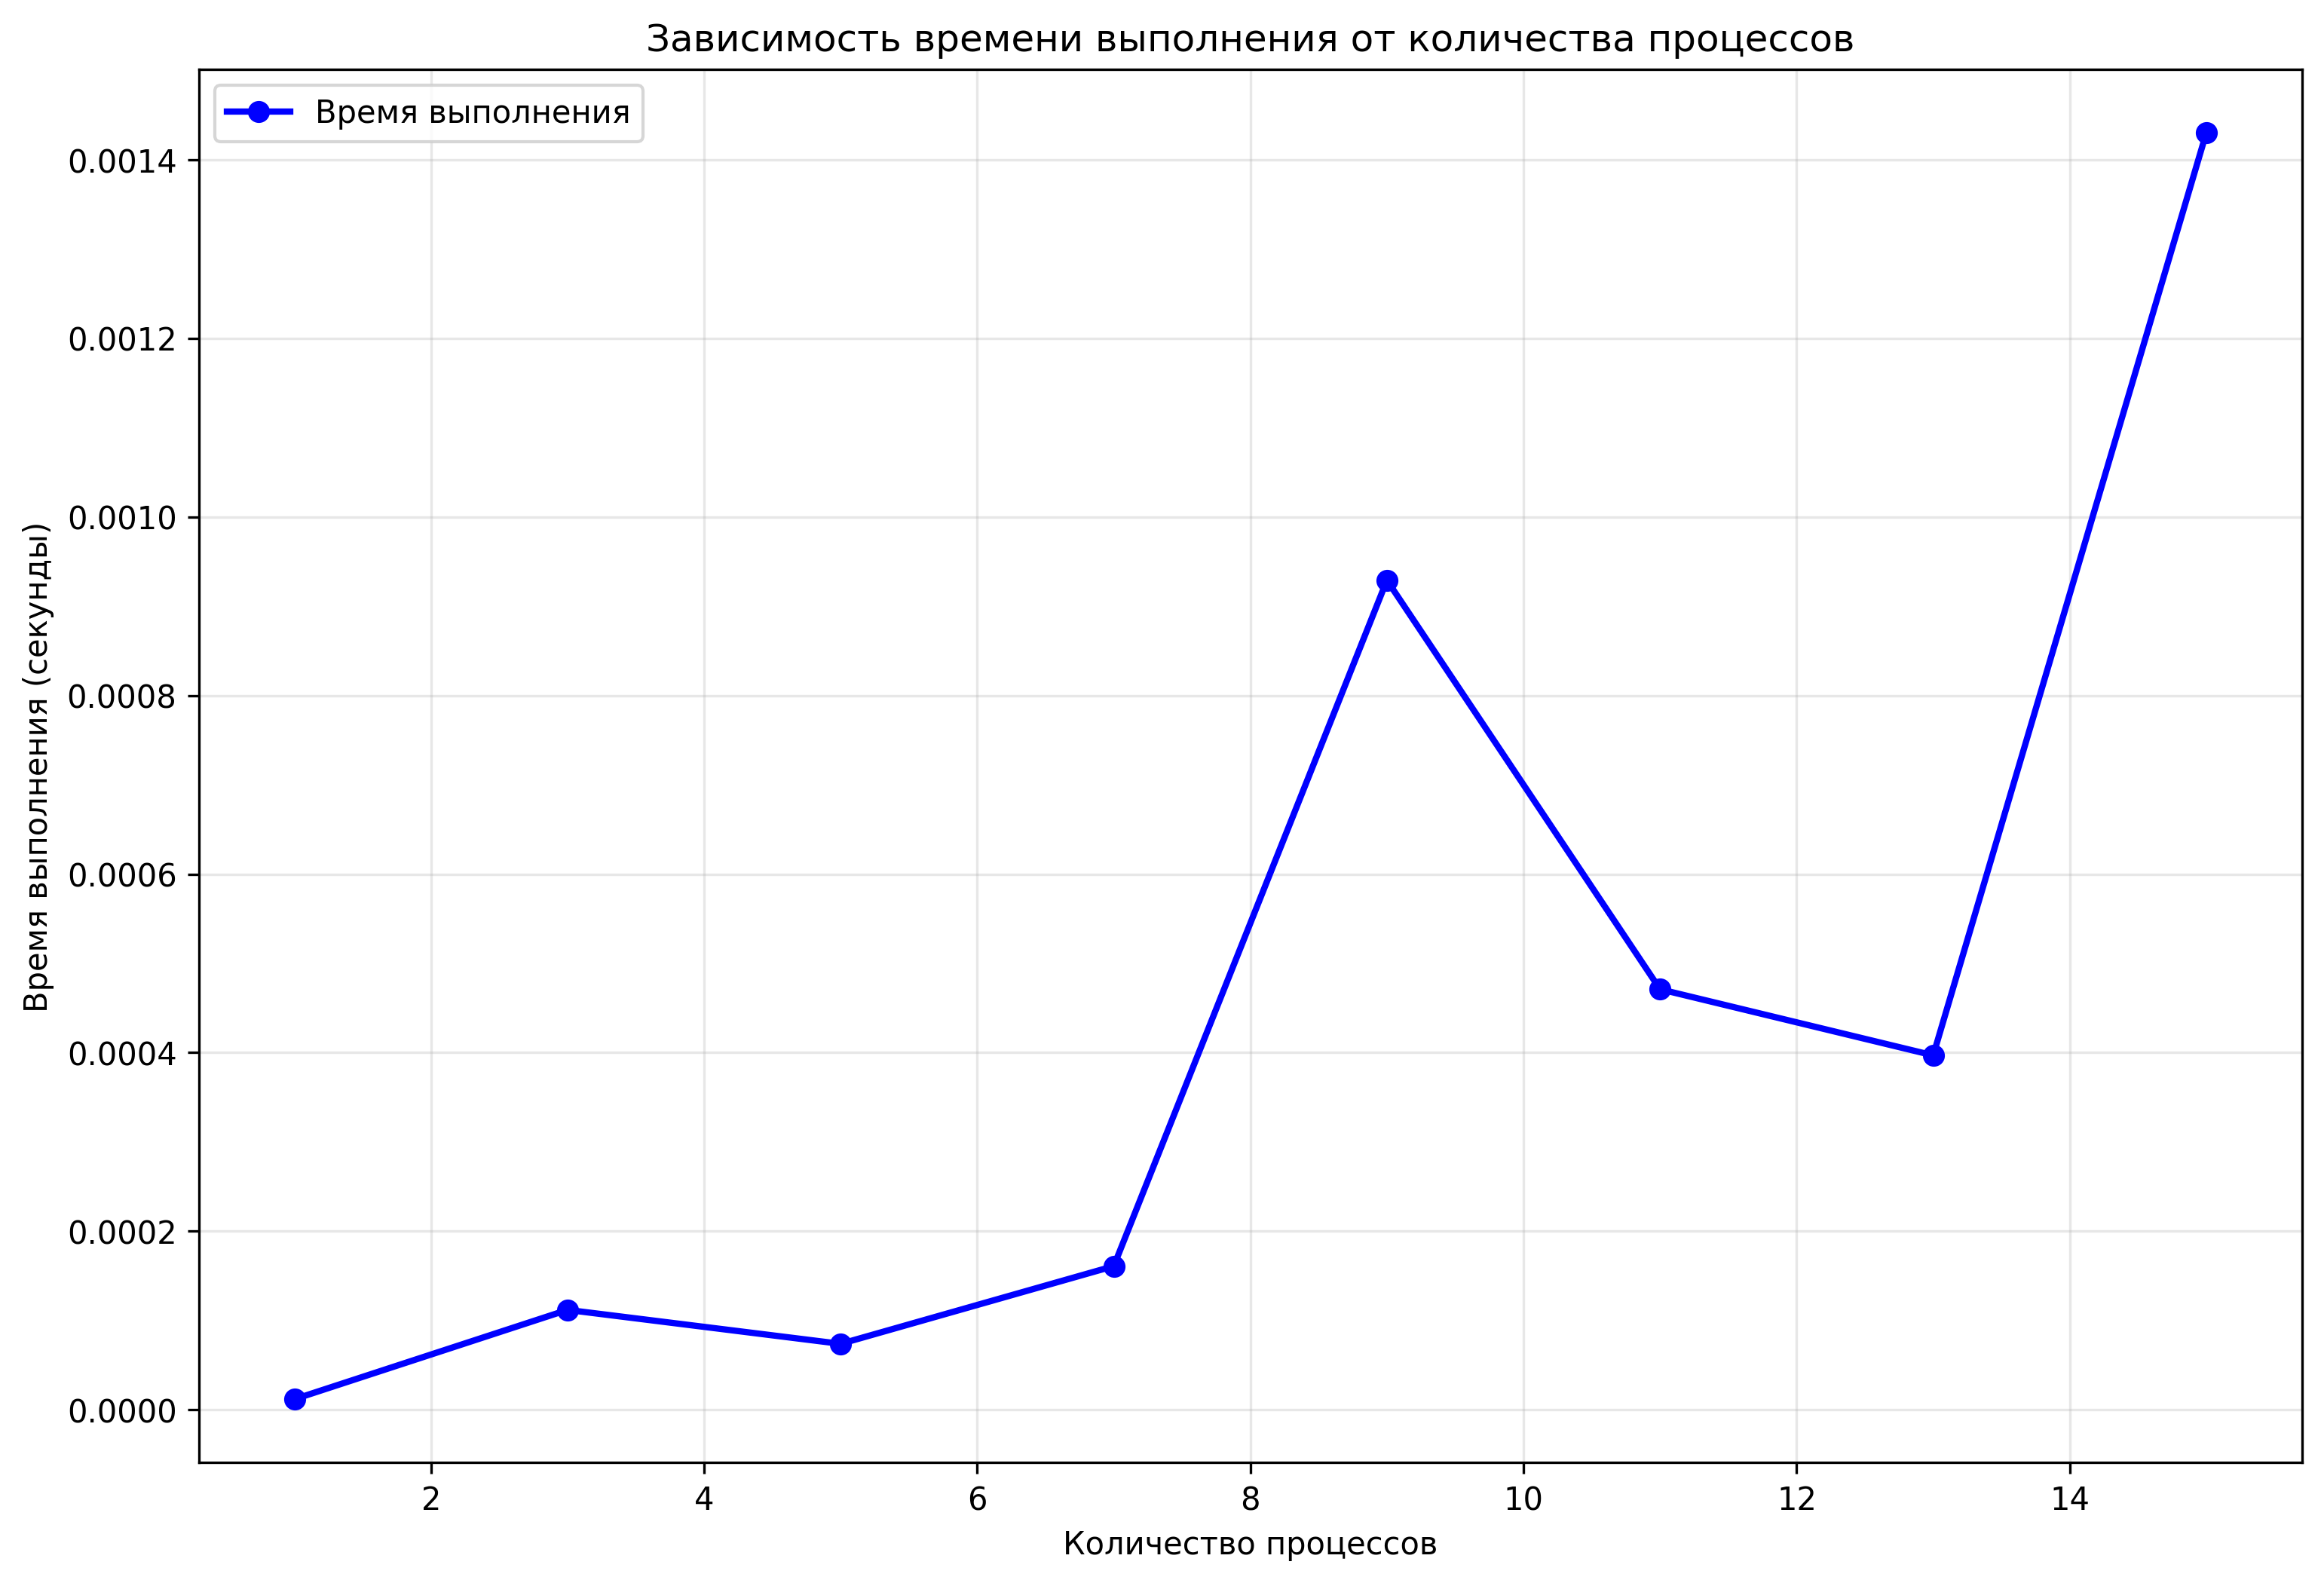 Зависимость времени выполнения от количества процессов
Время выполнения
0.0014
0.0012
0.0010
0.0008
0.0006
0.0004
0.0002
0.0000
Время выполнения (секунды)
2 4 6 8 10 12 14
Количество процессов